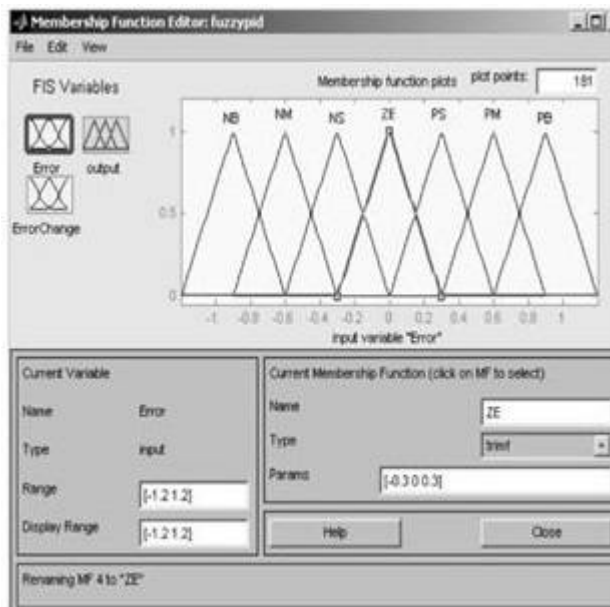 Membership Function Editor: fuzzypid
File Edit View
FIS Variables
Membership function plots plot points: 181
NB NM NS ZE PS PM PB
Error output
ErrorChange
1
0.5
0
-1 -0.8 -0.6 -0.4 -0.2 0 0.2 0.4 0.6 0.8 1
input variable "Error"
Current Variable
Name Error
Type input
Range [-1.2 1.2]
Display Range [-1.2 1.2]
Current Membership Function (click on MF to select)
Name ZE
Type trimf
Params [-0.3 0 0.3]
Help Close
Renaming MF 4 to "ZE"